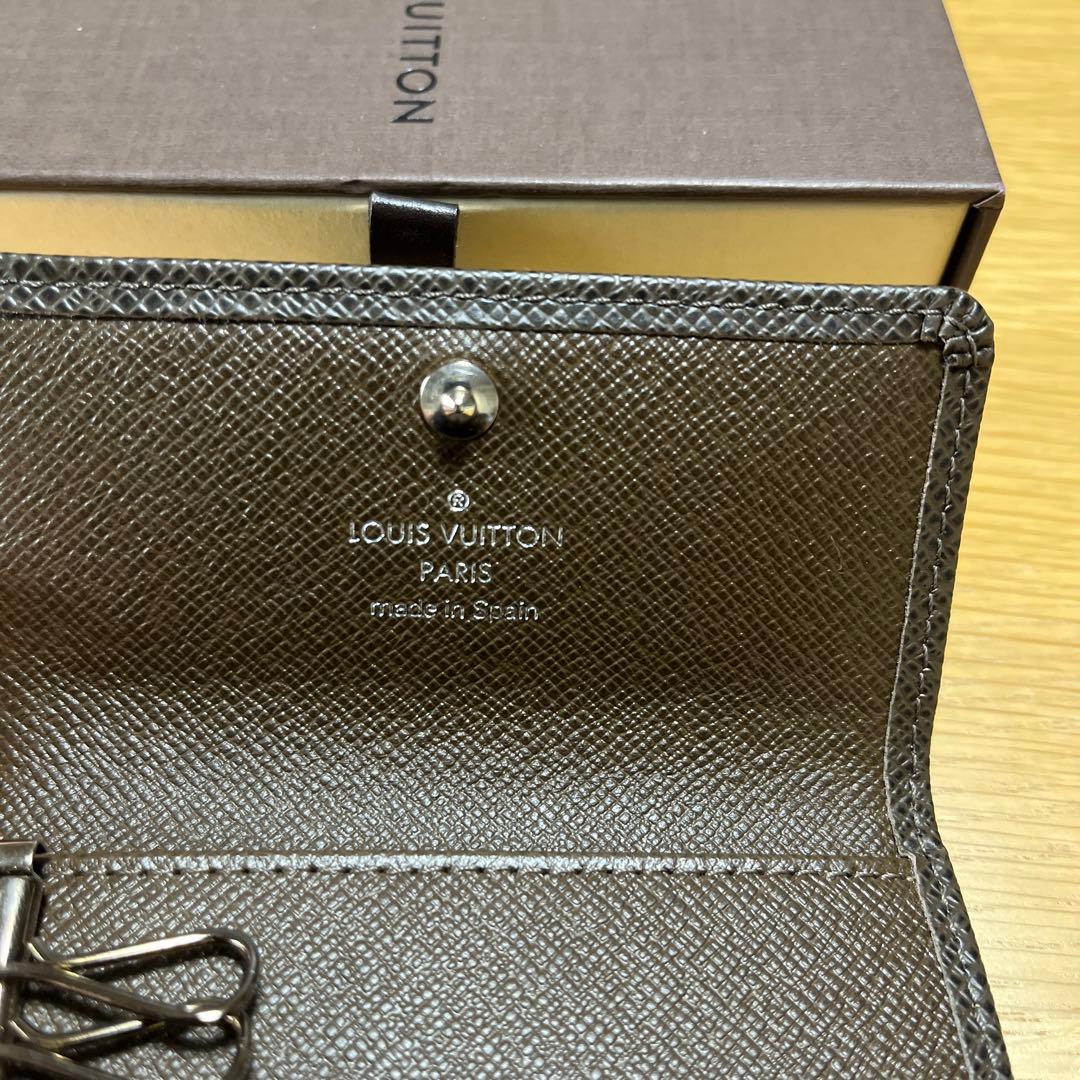 UITTON
®
LOUIS VUITTON
PARIS
made in Spain